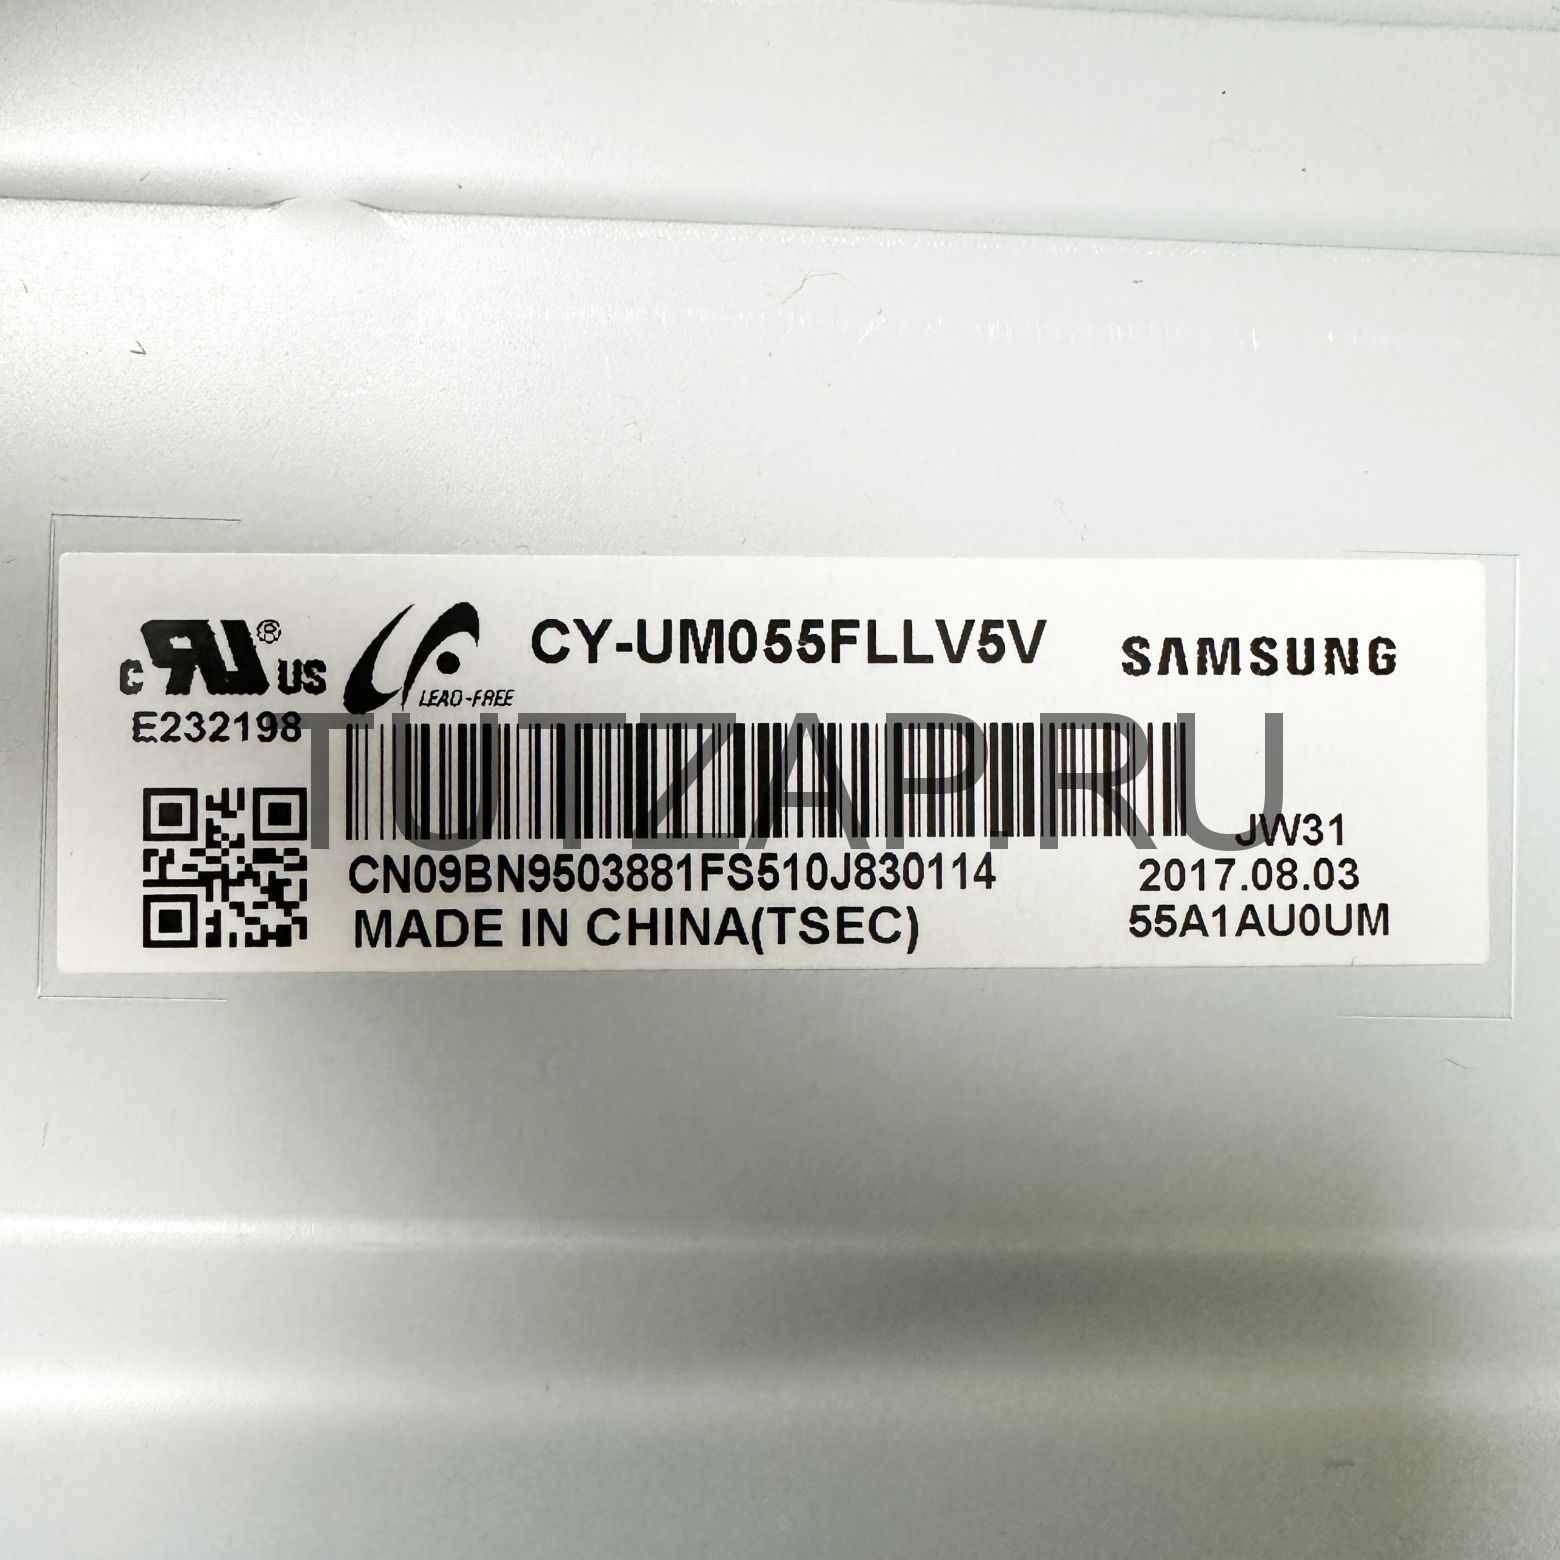 CY-UM055FLLV5V
SAMSUNG
C UL® US
LEAD-FREE
E232198
TUTZAP.RU
JW31
CN09BN9503881FS510J830114
2017.08.03
MADE IN CHINA(TSEC)
55A1AU0UM